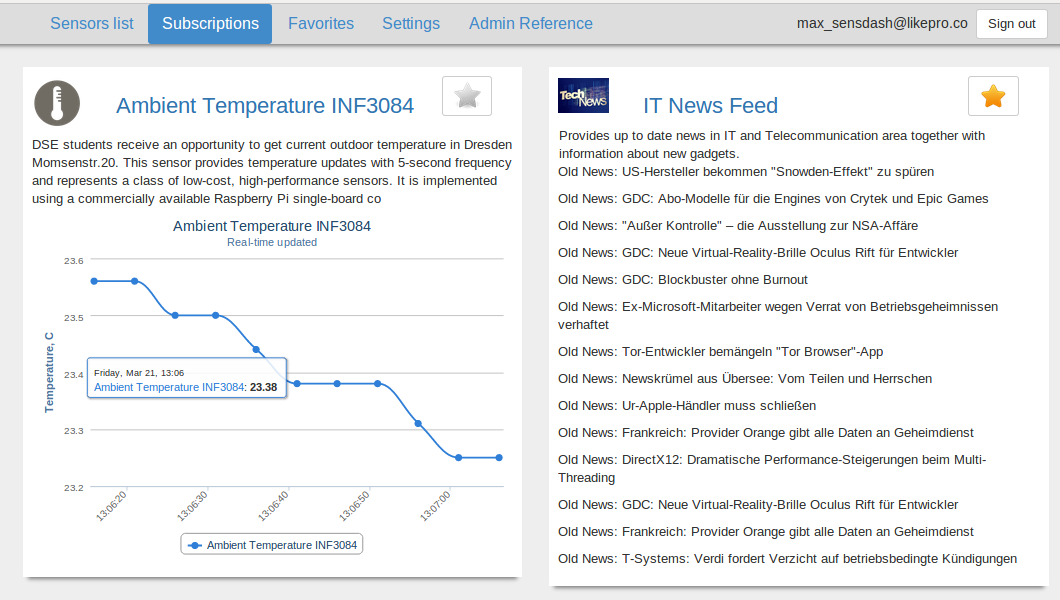 Sensors list Subscriptions Favorites Settings Admin Reference max_sensdash@likepro.co Sign out
Ambient Temperature INF3084
DSE students receive an opportunity to get current outdoor temperature in Dresden
Momsenstr.20. This sensor provides temperature updates with 5-second frequency
and represents a class of low-cost, high-performance sensors. It is implemented
using a commercially available Raspberry Pi single-board co
Ambient Temperature INF3084
Real-time updated
Temperature, C
23.6
23.5
23.4
23.3
23.2
Friday, Mar 21, 13:06
Ambient Temperature INF3084: 23.38
13:06:20 13:06:30 13:06:40 13:06:50 13:07:00
Ambient Temperature INF3084
Tech News
IT News Feed
Provides up to date news in IT and Telecommunication area together with
information about new gadgets.
Old News: US-Hersteller bekommen "Snowden-Effekt" zu spüren
Old News: GDC: Abo-Modelle für die Engines von Crytek und Epic Games
Old News: "Außer Kontrolle" – die Ausstellung zur NSA-Affäre
Old News: GDC: Neue Virtual-Reality-Brille Oculus Rift für Entwickler
Old News: GDC: Blockbuster ohne Burnout
Old News: Ex-Microsoft-Mitarbeiter wegen Verrat von Betriebsgeheimnissen
verhaftet
Old News: Tor-Entwickler bemängeln "Tor Browser"-App
Old News: Newskrümel aus Übersee: Vom Teilen und Herrschen
Old News: Ur-Apple-Händler muss schließen
Old News: Frankreich: Provider Orange gibt alle Daten an Geheimdienst
Old News: DirectX12: Dramatische Performance-Steigerungen beim Multi-
Threading
Old News: GDC: Neue Virtual-Reality-Brille Oculus Rift für Entwickler
Old News: Frankreich: Provider Orange gibt alle Daten an Geheimdienst
Old News: T-Systems: Verdi fordert Verzicht auf betriebsbedingte Kündigungen